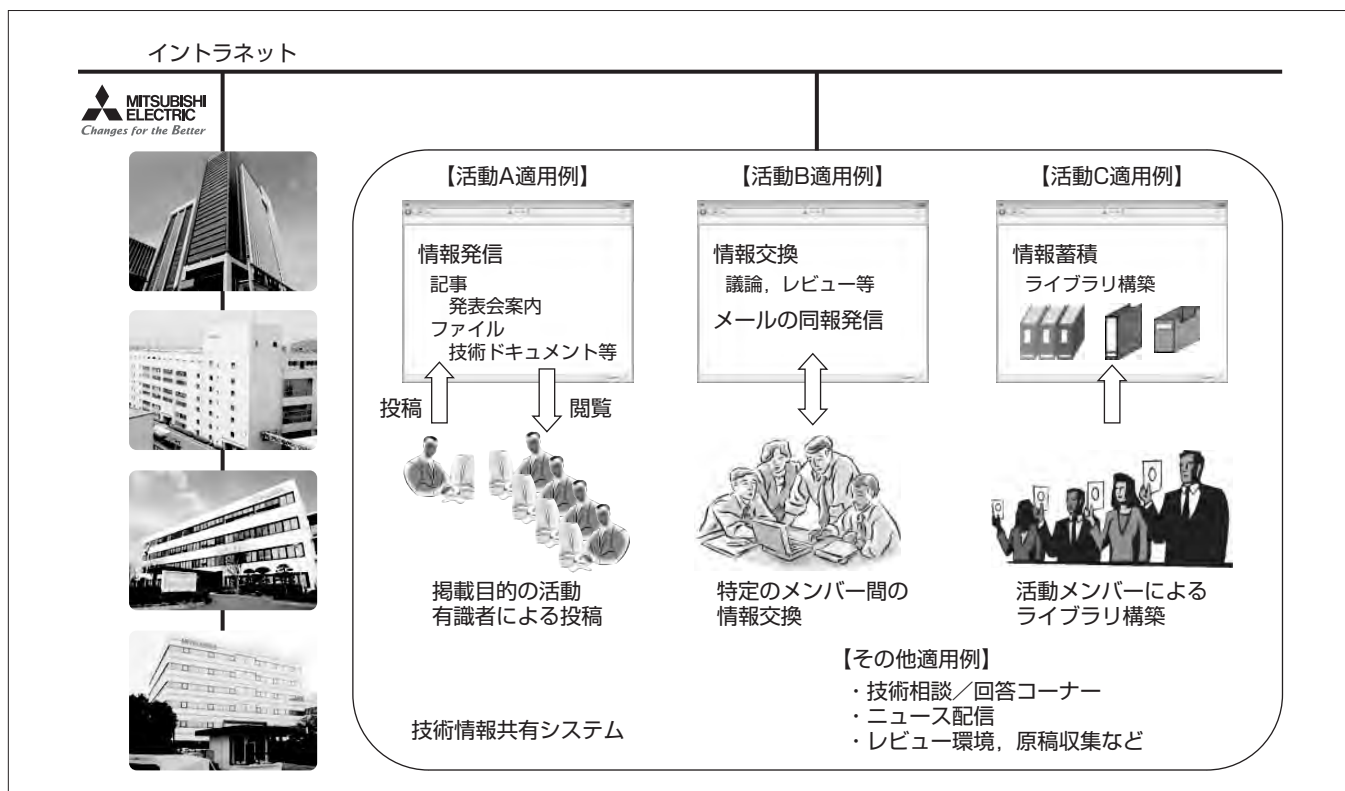 イントラネット
MITSUBISHI
ELECTRIC
Changes for the Better
【活動A適用例】
情報発信
記事
発表会案内
ファイル
技術ドキュメント等
投稿
閲覧
掲載目的の活動
有識者による投稿
【活動B適用例】
情報交換
議論,レビュー等
メールの同報発信
特定のメンバー間の
情報交換
【活動C適用例】
情報蓄積
ライブラリ構築
活動メンバーによる
ライブラリ構築
【その他適用例】
・技術相談／回答コーナー
・ニュース配信
・レビュー環境,原稿収集など
技術情報共有システム